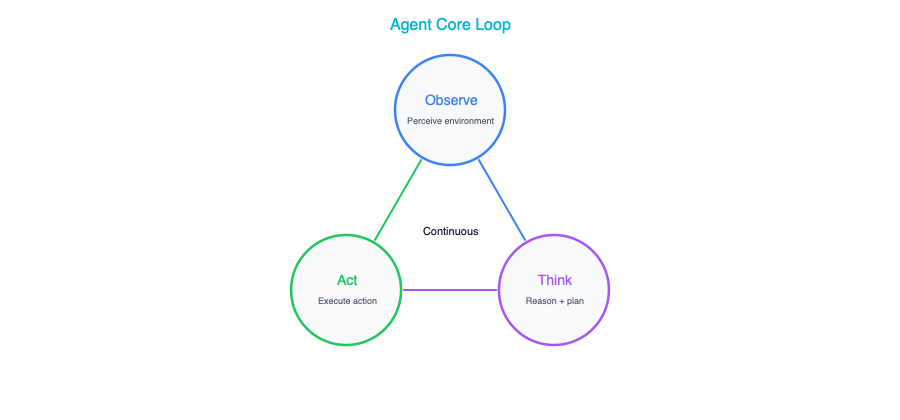 Agent Core Loop
Observe
Perceive environment
Continuous
Act
Execute action
Think
Reason + plan